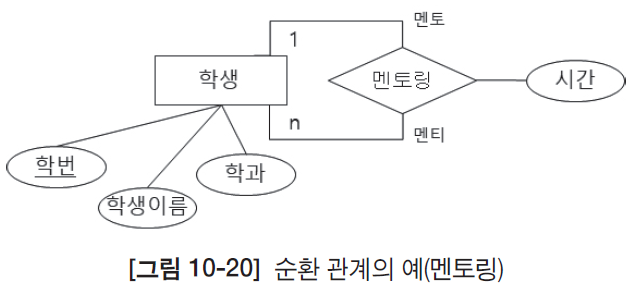 멘토
1
학생
멘토링
시간
n
멘티
학번
학과
학생이름
[그림 10-20] 순환 관계의 예(멘토링)